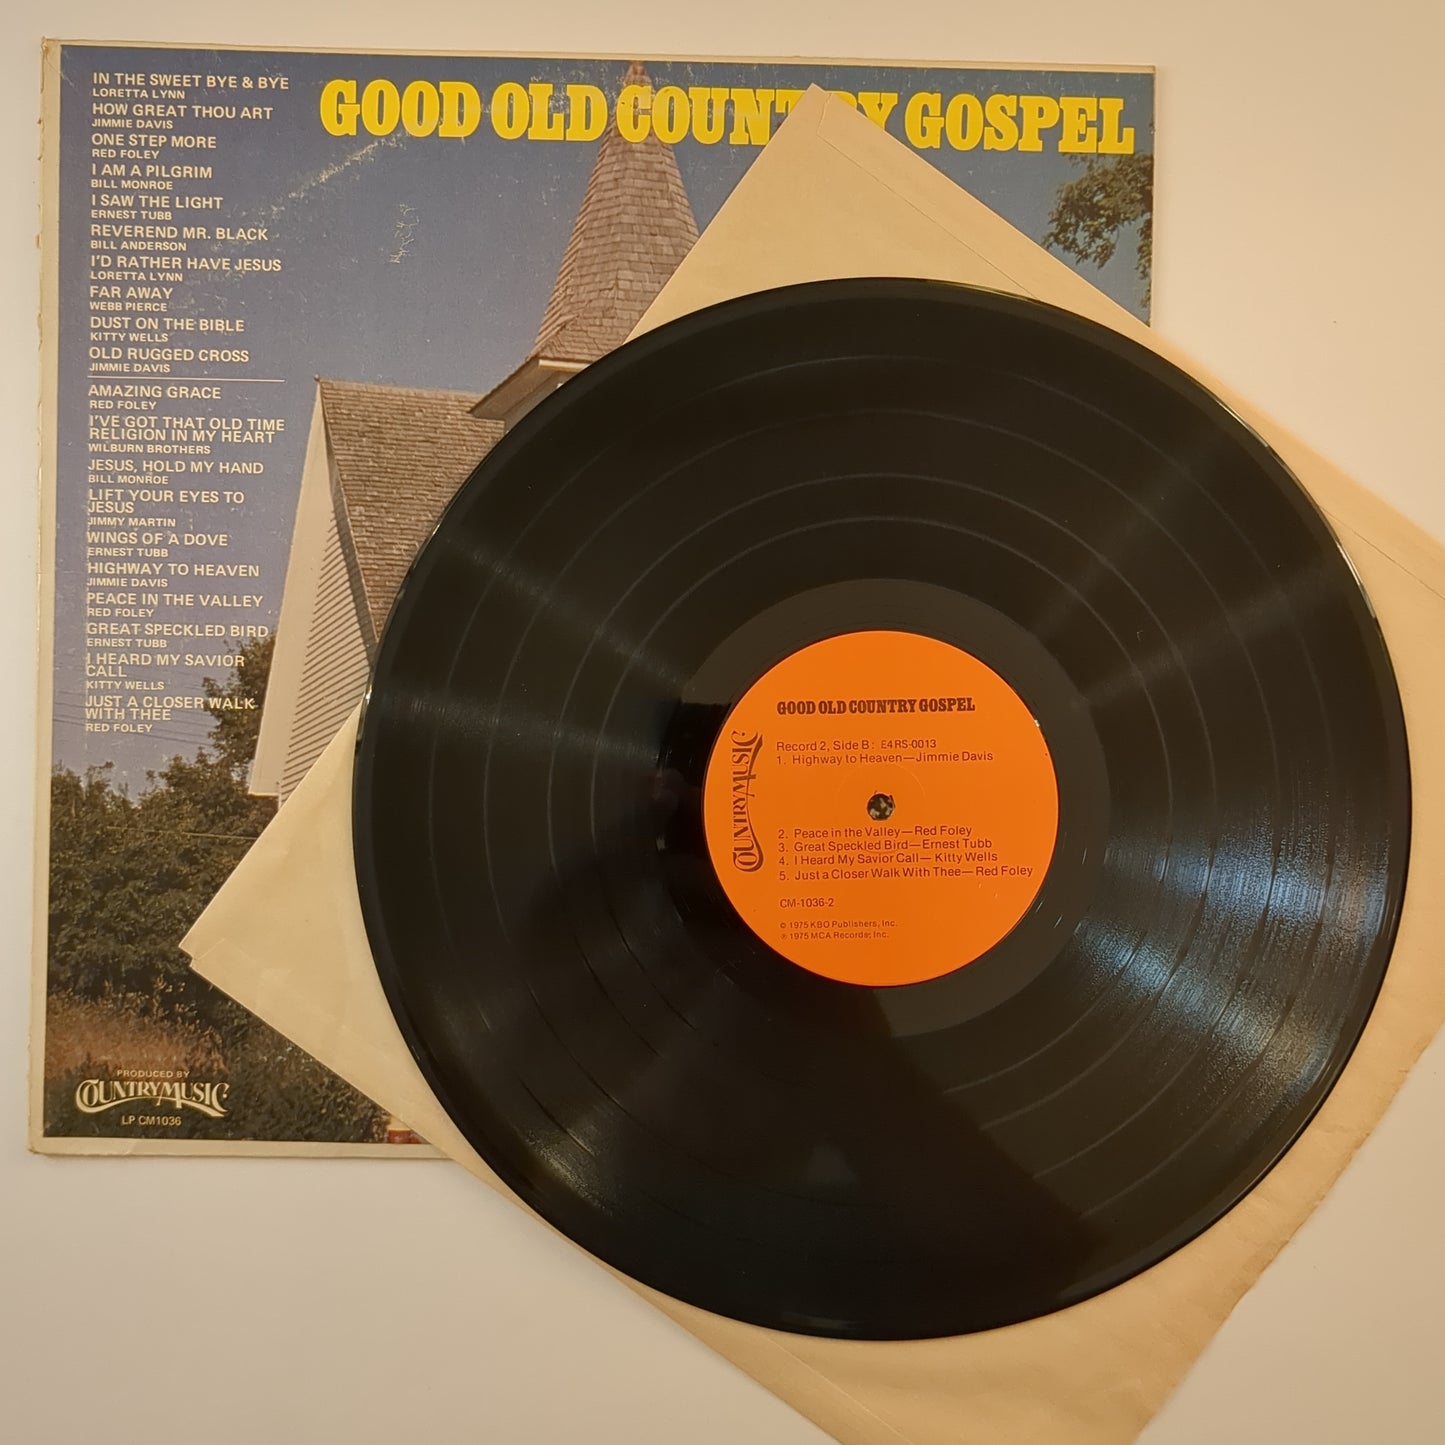 IN THE SWEET BYE & BYE
LORETTA LYNN
HOW GREAT THOU ART
JIMMIE DAVIS
ONE STEP MORE
RED FOLEY
I AM A PILGRIM
BILL MONROE
I SAW THE LIGHT
ERNEST TUBB
REVEREND MR. BLACK
BILL ANDERSON
I'D RATHER HAVE JESUS
LORETTA LYNN
FAR AWAY
WEBB PIERCE
DUST ON THE BIBLE
KITTY WELLS
OLD RUGGED CROSS
JIMMIE DAVIS
AMAZING GRACE
RED FOLEY
I'VE GOT THAT OLD TIME
RELIGION IN MY HEART
WILBURN BROTHERS
JESUS, HOLD MY HAND
BILL MONROE
LIFT YOUR EYES TO
JESUS
JIMMY MARTIN
WINGS OF A DOVE
ERNEST TUBB
HIGHWAY TO HEAVEN
JIMMIE DAVIS
PEACE IN THE VALLEY
RED FOLEY
GREAT SPECKLED BIRD
ERNEST TUBB
I HEARD MY SAVIOR
CALL
KITTY WELLS
JUST A CLOSER WALK
WITH THEE
RED FOLEY
PRODUCED BY
COUNTRY MUSIC
LP CM1036
GOOD OLD COUNTRY GOSPEL
GOOD OLD COUNTRY GOSPEL
COUNTRY MUSIC
Record 2, Side B: E4RS-0013
1. Highway to Heaven—Jimmie Davis
2. Peace in the Valley—Red Foley
3. Great Speckled Bird—Ernest Tubb
4. I Heard My Savior Call—Kitty Wells
5. Just a Closer Walk With Thee—Red Foley
CM-1036-2
© 1975 KBO Publishers, Inc.
℗ 1975 MCA Records, Inc.